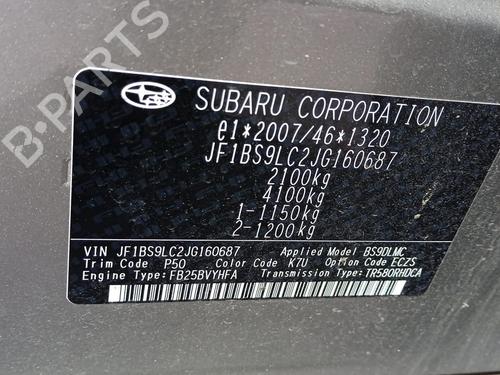 B-PARTS
SUBARU CORPORATION
e1*2007/46*1320
JF1BS9LC2JG160687
2100kg
4100kg
1-1150kg
2-1200kg
VIN JF1BS9LC2JG160687 Applied Model BS9DLMC
Trim Code P50 Color Code K7U Option Code ECZS
Engine Type: FB25BVYHFA Transmission Type: TR580RHDCA